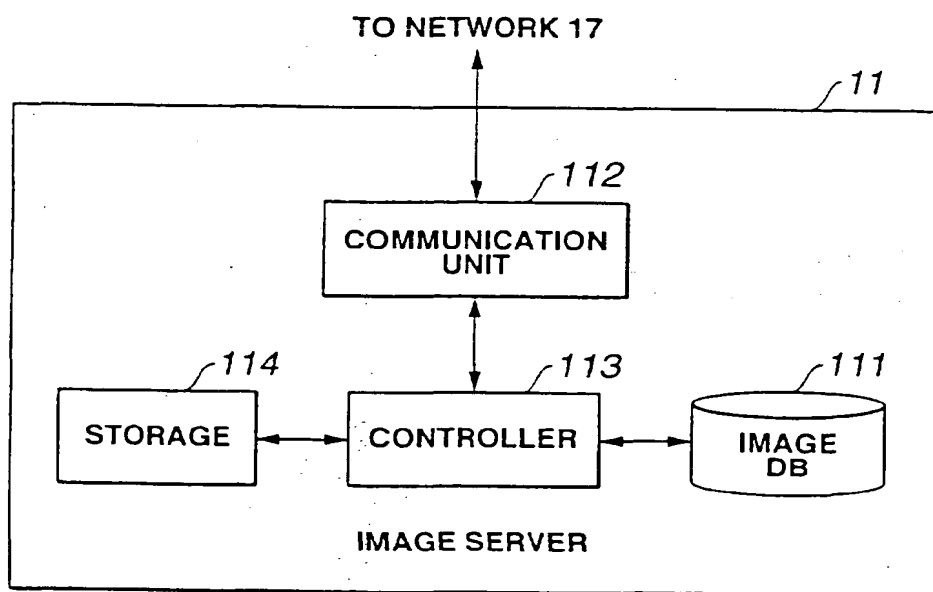 TO NETWORK 17
11
112
COMMUNICATION
UNIT
114
113
111
STORAGE
CONTROLLER
IMAGE
DB
IMAGE SERVER